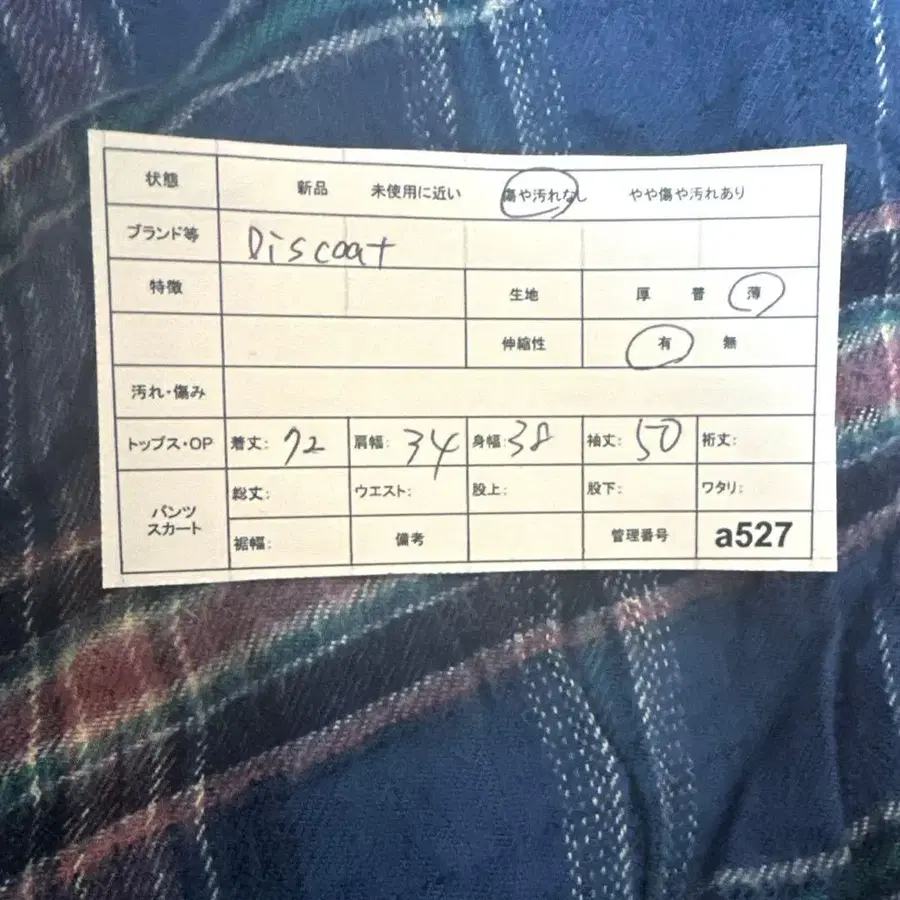 状態 新品 未使用に近い 傷や汚れなし やや傷や汚れあり
ブランド等 Discoat
特徴 生地 厚 普 薄
伸縮性 有 無
汚れ・傷み
トップス・OP 着丈: 72 肩幅: 34 身幅: 38 袖丈: 50 裄丈:
パンツ スカート 総丈: ウエスト: 股上: 股下: ワタリ:
裾幅: 備考 管理番号 a527